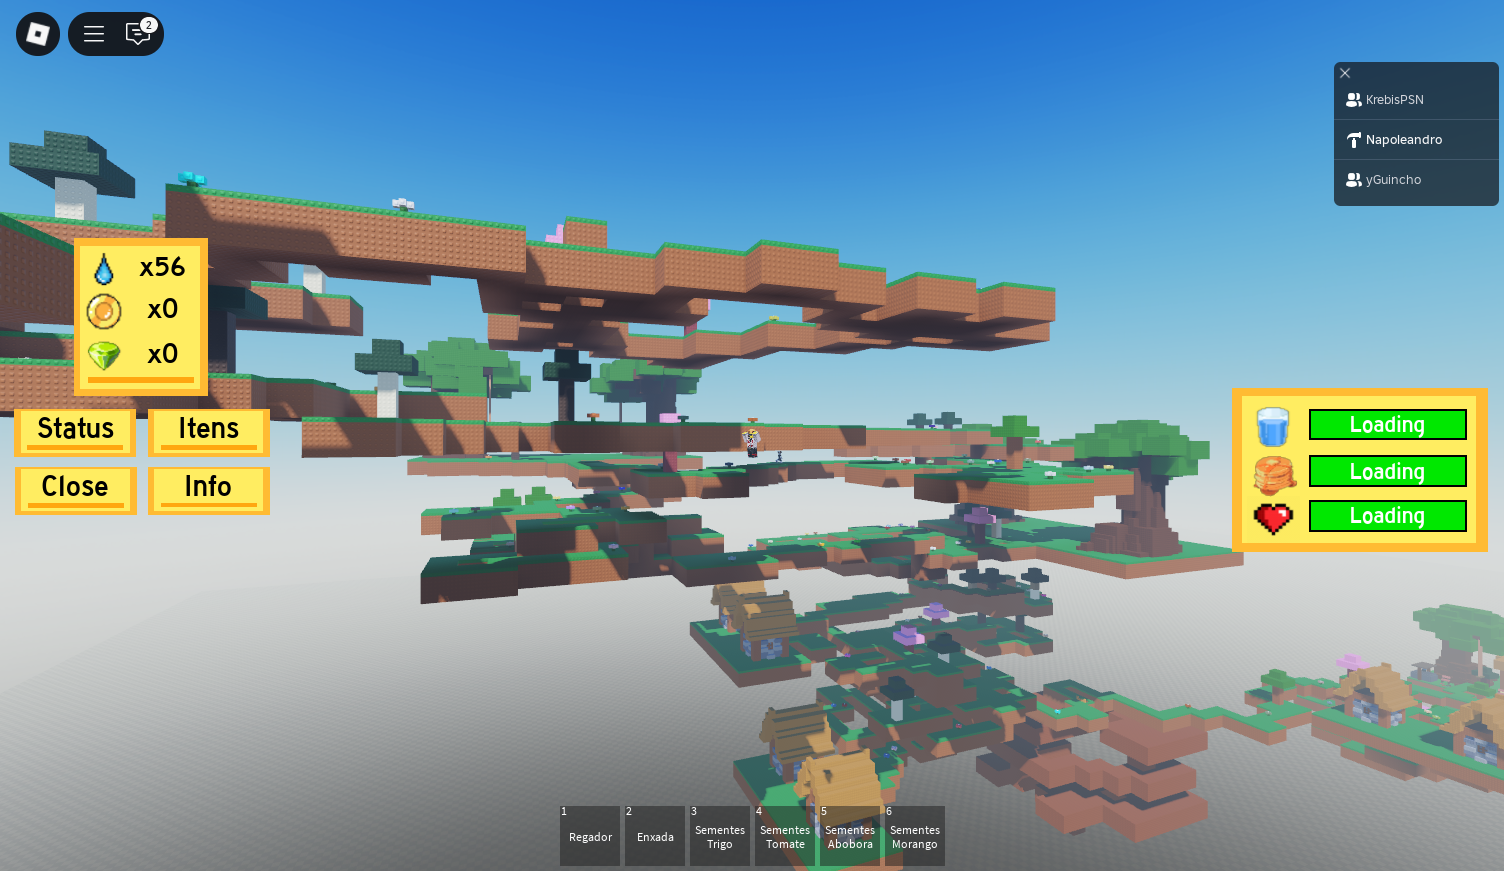 2
KrebisPSN
Napoleandro
yGuincho
x56
x0
x0
Status
Itens
Close
Info
Loading
Loading
Loading
1
Regador
2
Enxada
3
Sementes
Trigo
4
Sementes
Tomate
5
Sementes
Abobora
6
Sementes
Morango